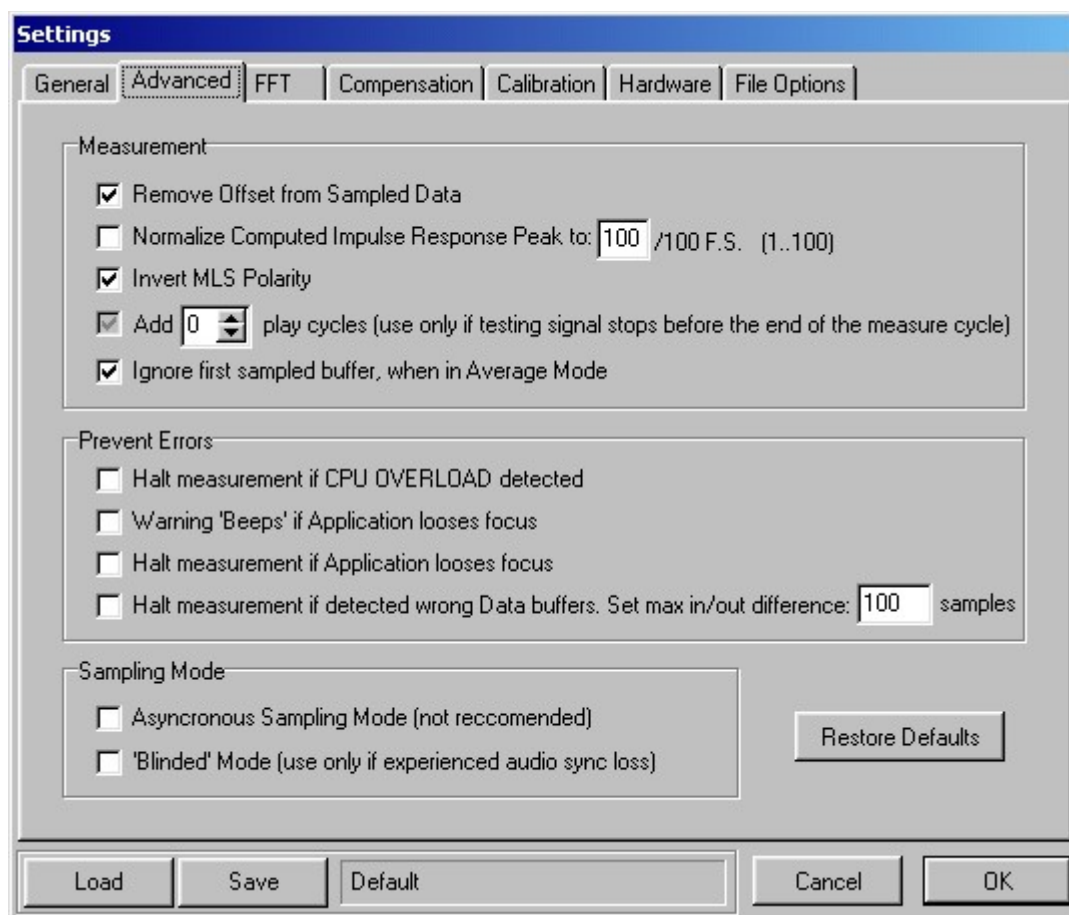 Settings
General Advanced FFT Compensation Calibration Hardware File Options
Measurement
Remove Offset from Sampled Data
Normalize Computed Impulse Response Peak to: 100 /100 F.S. (1..100)
Invert MLS Polarity
Add 0 play cycles (use only if testing signal stops before the end of the measure cycle)
Ignore first sampled buffer, when in Average Mode
Prevent Errors
Halt measurement if CPU OVERLOAD detected
Warning 'Beeps' if Application looses focus
Halt measurement if Application looses focus
Halt measurement if detected wrong Data buffers. Set max in/out difference: 100 samples
Sampling Mode
Asyncronous Sampling Mode (not reccomended)
'Blinded' Mode (use only if experienced audio sync loss)
Restore Defaults
Load Save Default Cancel OK